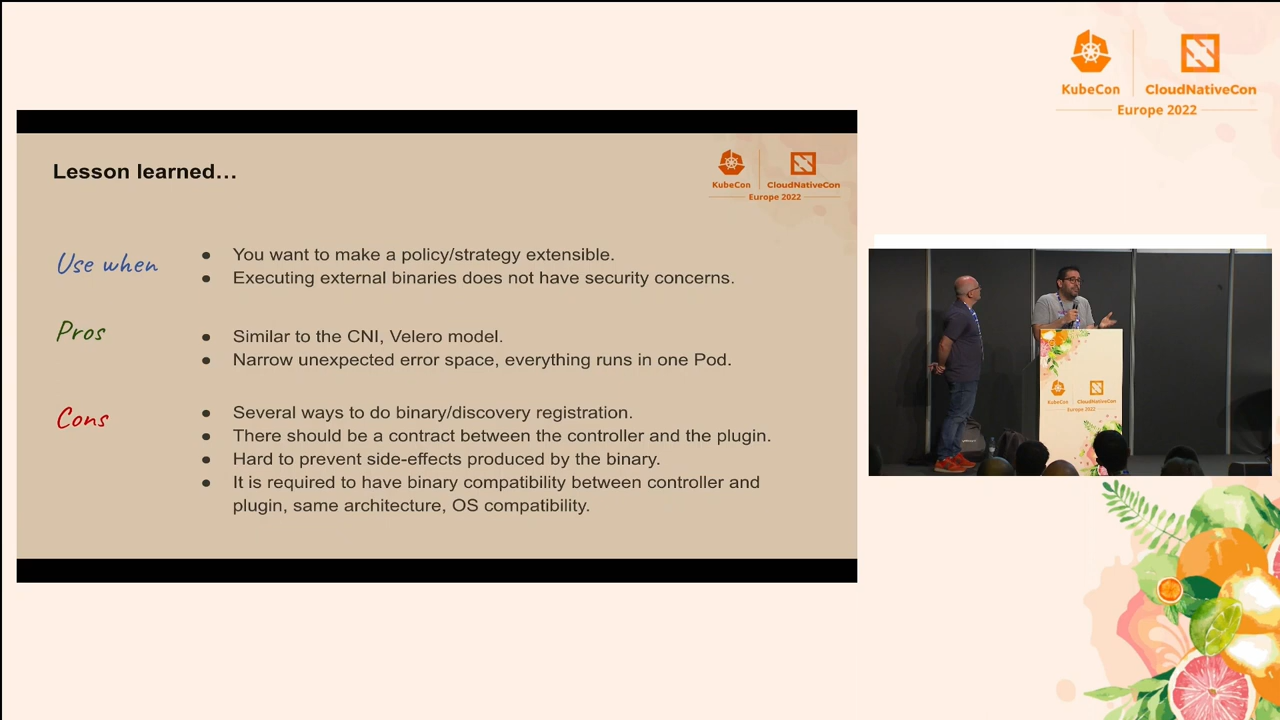 KubeCon
CloudNativeCon
Europe 2022
Lesson learned…
KubeCon
CloudNativeCon
Europe 2022
Use when
● You want to make a policy/strategy extensible.
● Executing external binaries does not have security concerns.
Pros
● Similar to the CNI, Velero model.
● Narrow unexpected error space, everything runs in one Pod.
Cons
● Several ways to do binary/discovery registration.
● There should be a contract between the controller and the plugin.
● Hard to prevent side-effects produced by the binary.
● It is required to have binary compatibility between controller and
plugin, same architecture, OS compatibility.
KubeCon
CloudNativeCon
Europe 2022